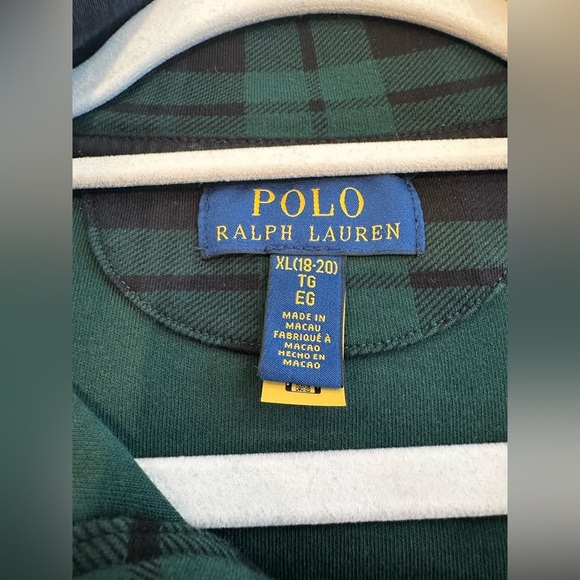 POLO
RALPH LAUREN
XL(18-20)
TG
EG
MADE IN
MACAU
FABRIQUÉ À
MACAO
HECHO EN
MACAO